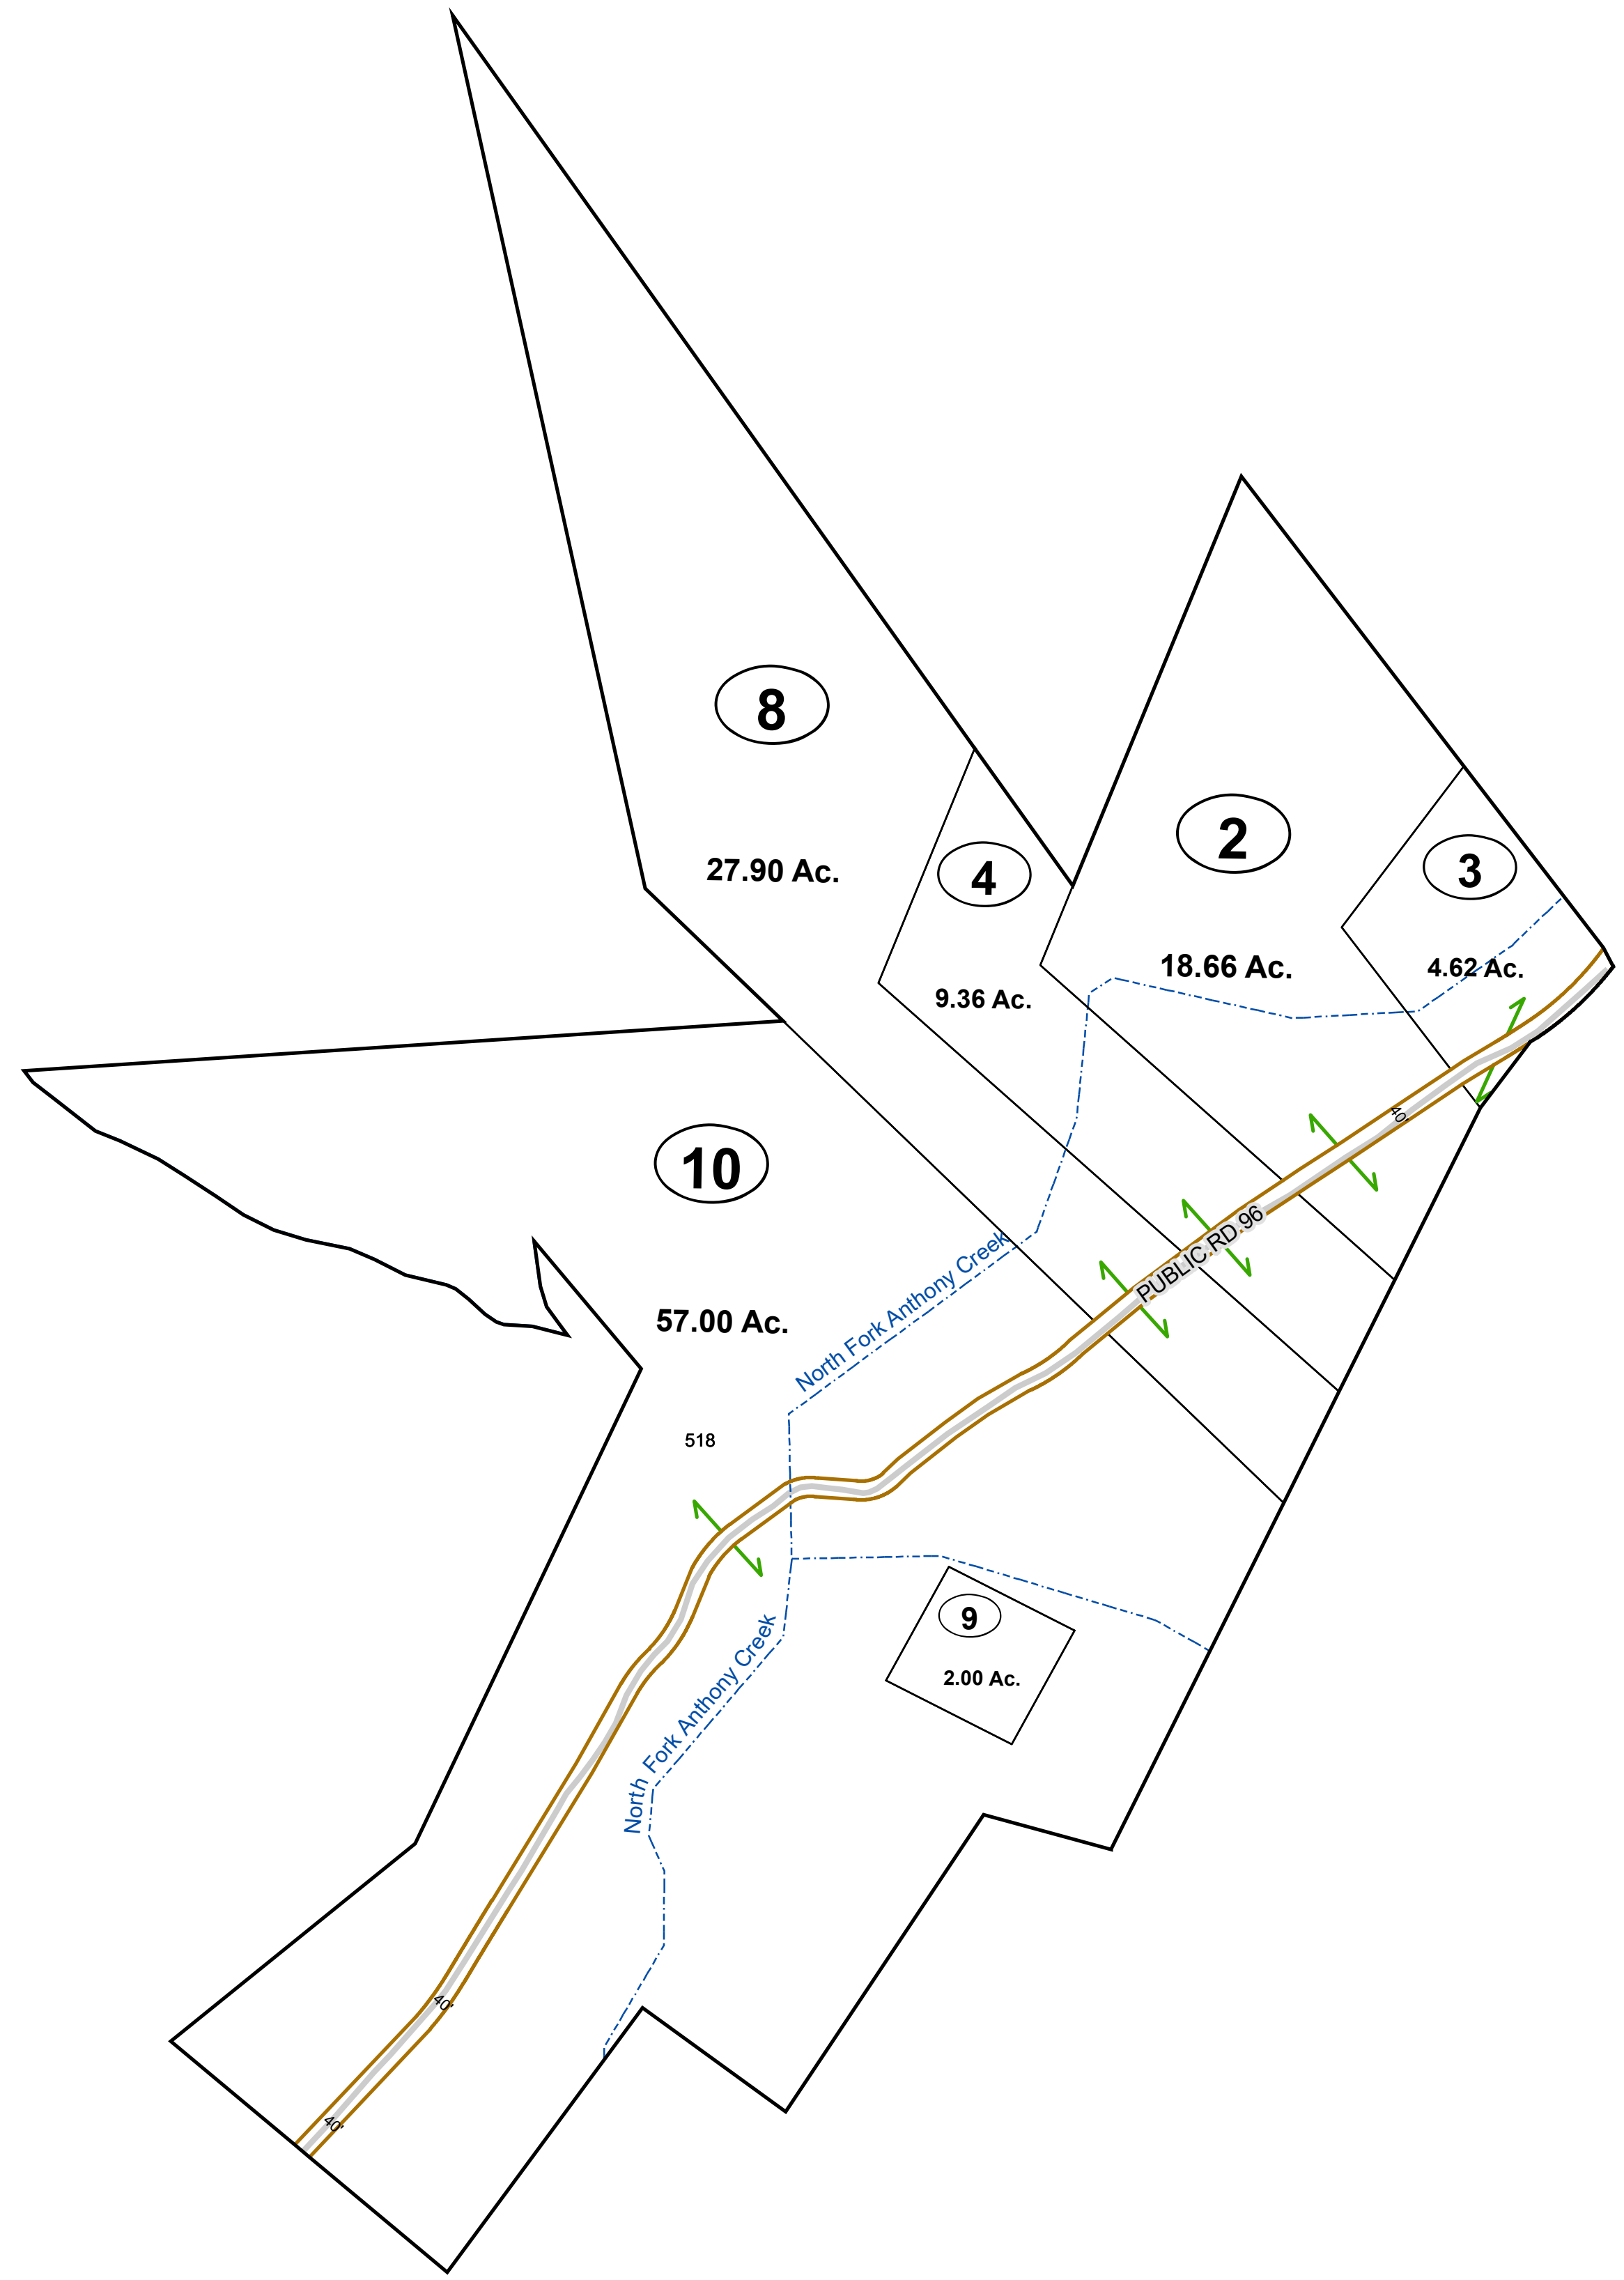 8
2
4
3
27.90 Ac.
18.66 Ac.
4.62 Ac.
9.36 Ac.
40'
10
PUBLIC RD 96
57.00 Ac.
North Fork Anthony Creek
518
9
2.00 Ac.
North Fork Anthony Creek
40'
40'